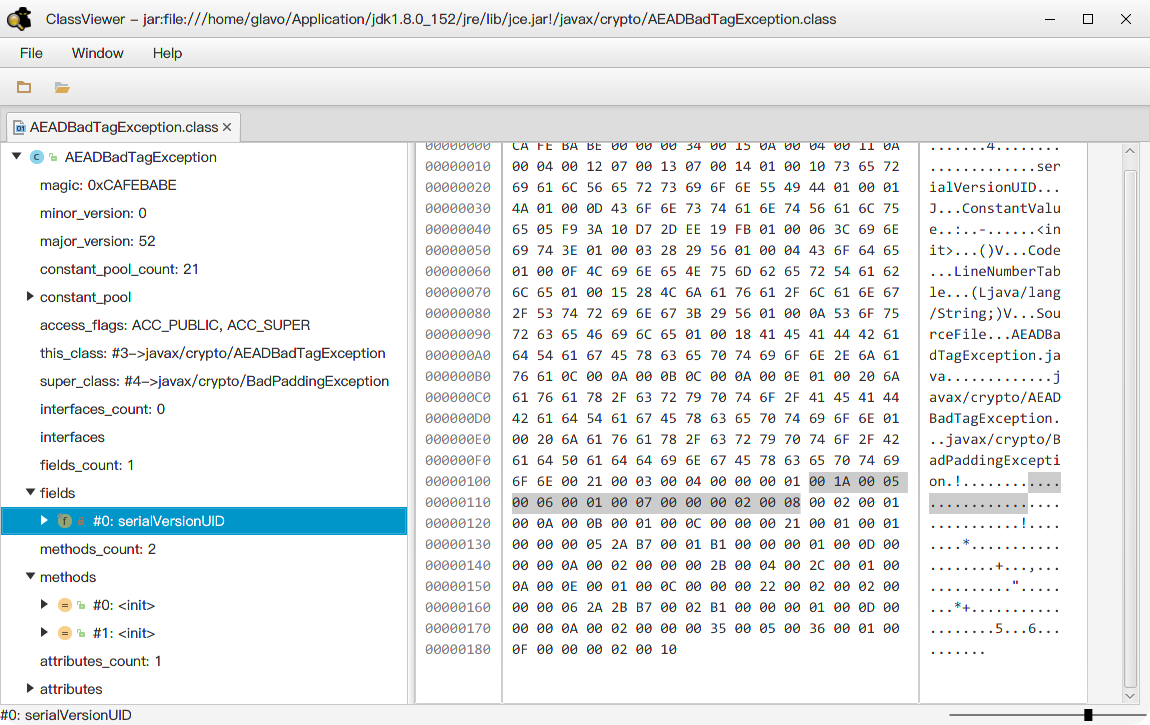 ClassViewer – jar:file:///home/glavo/Application/jdk1.8.0_152/jre/lib/jce.jar!/javax/crypto/AEADBadTagException.class
File Window Help
AEADBadTagException.class
AEADBadTagException
magic: 0xCAFEBABE
minor_version: 0
major_version: 52
constant_pool_count: 21
constant_pool
access_flags: ACC_PUBLIC, ACC_SUPER
this_class: #3->javax/crypto/AEADBadTagException
super_class: #4->javax/crypto/BadPaddingException
interfaces_count: 0
interfaces
fields_count: 1
fields
#0: serialVersionUID
methods_count: 2
methods
#0: <init>
#1: <init>
attributes_count: 1
attributes
00000000 CA FE BA BE 00 00 00 34 00 15 0A 00 04 00 11 0A .......4........
00000010 00 04 00 12 07 00 13 07 00 14 01 00 10 73 65 72 .............ser
00000020 69 61 6C 56 65 72 73 69 6F 6E 55 49 44 01 00 01 ialVersionUID...
00000030 4A 01 00 0D 43 6F 6E 73 74 61 6E 74 56 61 6C 75 J...ConstantValu
00000040 65 05 F9 3A 10 D7 2D EE 19 FB 01 00 06 3C 69 6E e..:..-......<in
00000050 69 74 3E 01 00 03 28 29 56 01 00 04 43 6F 64 65 it>...()V...Code
00000060 01 00 0F 4C 69 6E 65 4E 75 6D 62 65 72 54 61 62 ...LineNumberTab
00000070 6C 65 01 00 15 28 4C 6A 61 76 61 2F 6C 61 6E 67 le...(Ljava/lang
00000080 2F 53 74 72 69 6E 67 3B 29 56 01 00 0A 53 6F 75 /String;)V...Sou
00000090 72 63 65 46 69 6C 65 01 00 18 41 45 41 44 42 61 rceFile...AEADBa
000000A0 64 54 61 67 45 78 63 65 70 74 69 6F 6E 2E 6A 61 dTagException.ja
000000B0 76 61 0C 00 0A 00 0B 0C 00 0A 00 0E 01 00 20 6A va............j
000000C0 61 76 61 78 2F 63 72 79 70 74 6F 2F 41 45 41 44 avax/crypto/AEAD
000000D0 42 61 64 54 61 67 45 78 63 65 70 74 69 6F 6E 01 BadTagException.
000000E0 00 20 6A 61 76 61 78 2F 63 72 79 70 74 6F 2F 42 ..javax/crypto/B
000000F0 61 64 50 61 64 64 69 6E 67 45 78 63 65 70 74 69 adPaddingExcepti
00000100 6F 6E 00 21 00 03 00 04 00 00 00 01 00 1A 00 05 on.!............
00000110 00 06 00 01 00 07 00 00 00 02 00 08 00 02 00 01 ................
00000120 00 0A 00 0B 00 01 00 0C 00 00 00 21 00 01 00 01 ...........!....
00000130 00 00 00 05 2A B7 00 01 B1 00 00 00 01 00 0D 00 ....*...........
00000140 00 00 0A 00 02 00 00 00 2B 00 04 00 2C 00 01 00 ........+...,...
00000150 0A 00 0E 00 01 00 0C 00 00 00 22 00 02 00 02 00 ..........".....
00000160 00 00 06 2A 2B B7 00 02 B1 00 00 00 01 00 0D 00 ...*+...........
00000170 00 00 0A 00 02 00 00 00 35 00 05 00 36 00 01 00 ........5...6...
00000180 0F 00 00 00 02 00 10 .......
#0: serialVersionUID